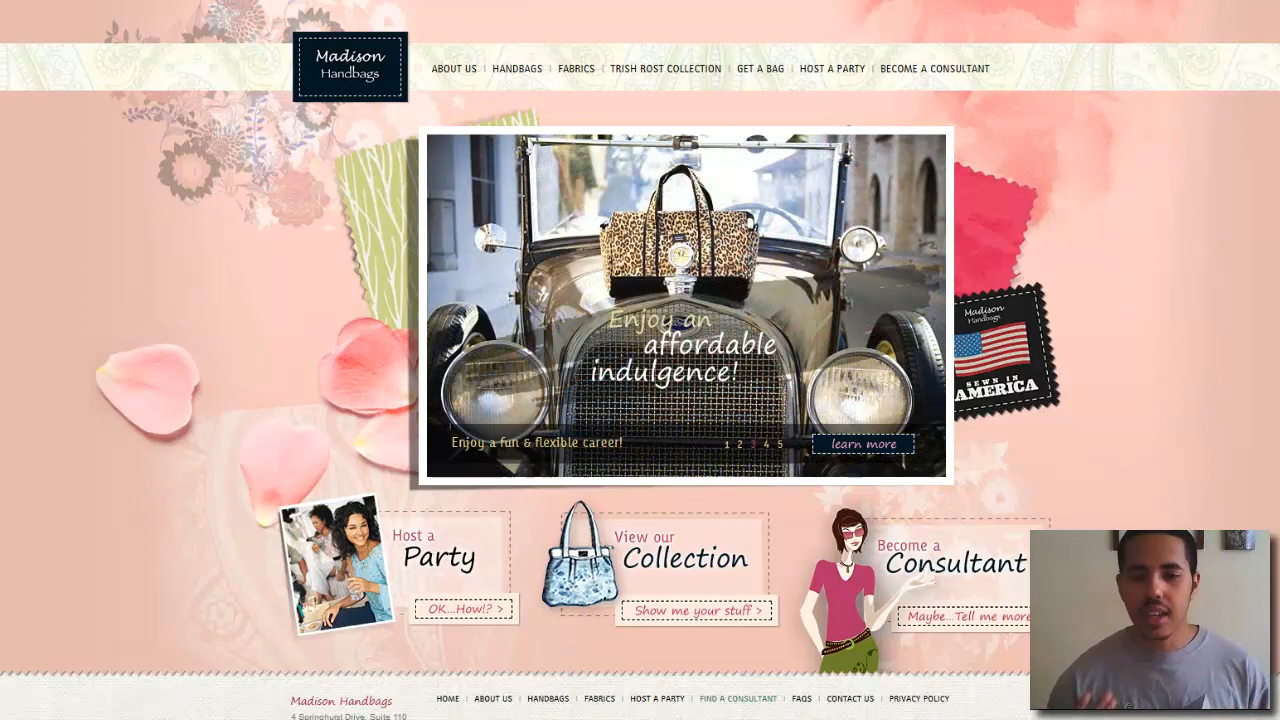 Madison
Handbags
ABOUT US
HANDBAGS
FABRICS
TRISH ROST COLLECTION
GET A BAG
HOST A PARTY
BECOME A CONSULTANT
Enjoy an
affordable
indulgence!
Enjoy a fun & flexible career!
1 2 3 4 5
learn more
Madison
Handbags
SEWN IN
AMERICA
Host a
Party
OK...How!? >
View our
Collection
Show me your stuff >
Become a
Consultant
Maybe...Tell me more
Madison Handbags
4 Springhurst Drive, Suite 110
HOME
ABOUT US
HANDBAGS
FABRICS
HOST A PARTY
FIND A CONSULTANT
FAQS
CONTACT US
PRIVACY POLICY